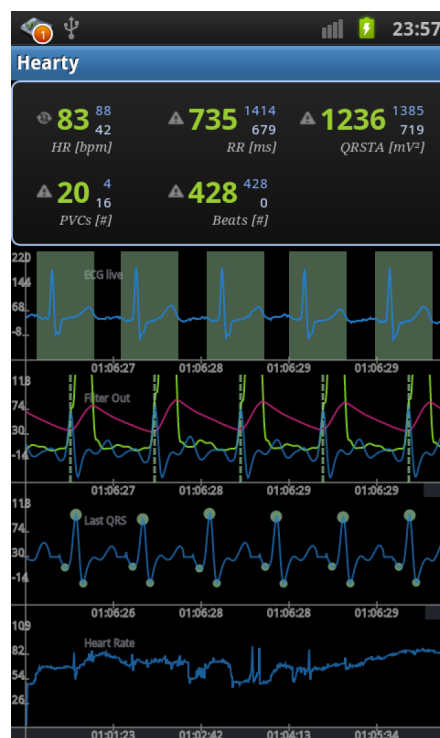 1 23:57
Hearty
83 88 42 735 1414 679 1236 1385 719
HR [bpm] RR [ms] QRSTA [mV²]
20 4 16 428 428 0
PVCs [#] Beats [#]
220
ECG live
146
68
-8
01:06:27 01:06:28 01:06:29 01:06:30
118
Filter Out
74
30
-14
01:06:27 01:06:28 01:06:29 01:06:29
118
Last QRS
74
30
-14
01:06:26 01:06:28 01:06:28 01:06:29
109
Heart Rate
82
54
26
01:01:23 01:02:42 01:04:13 01:05:34